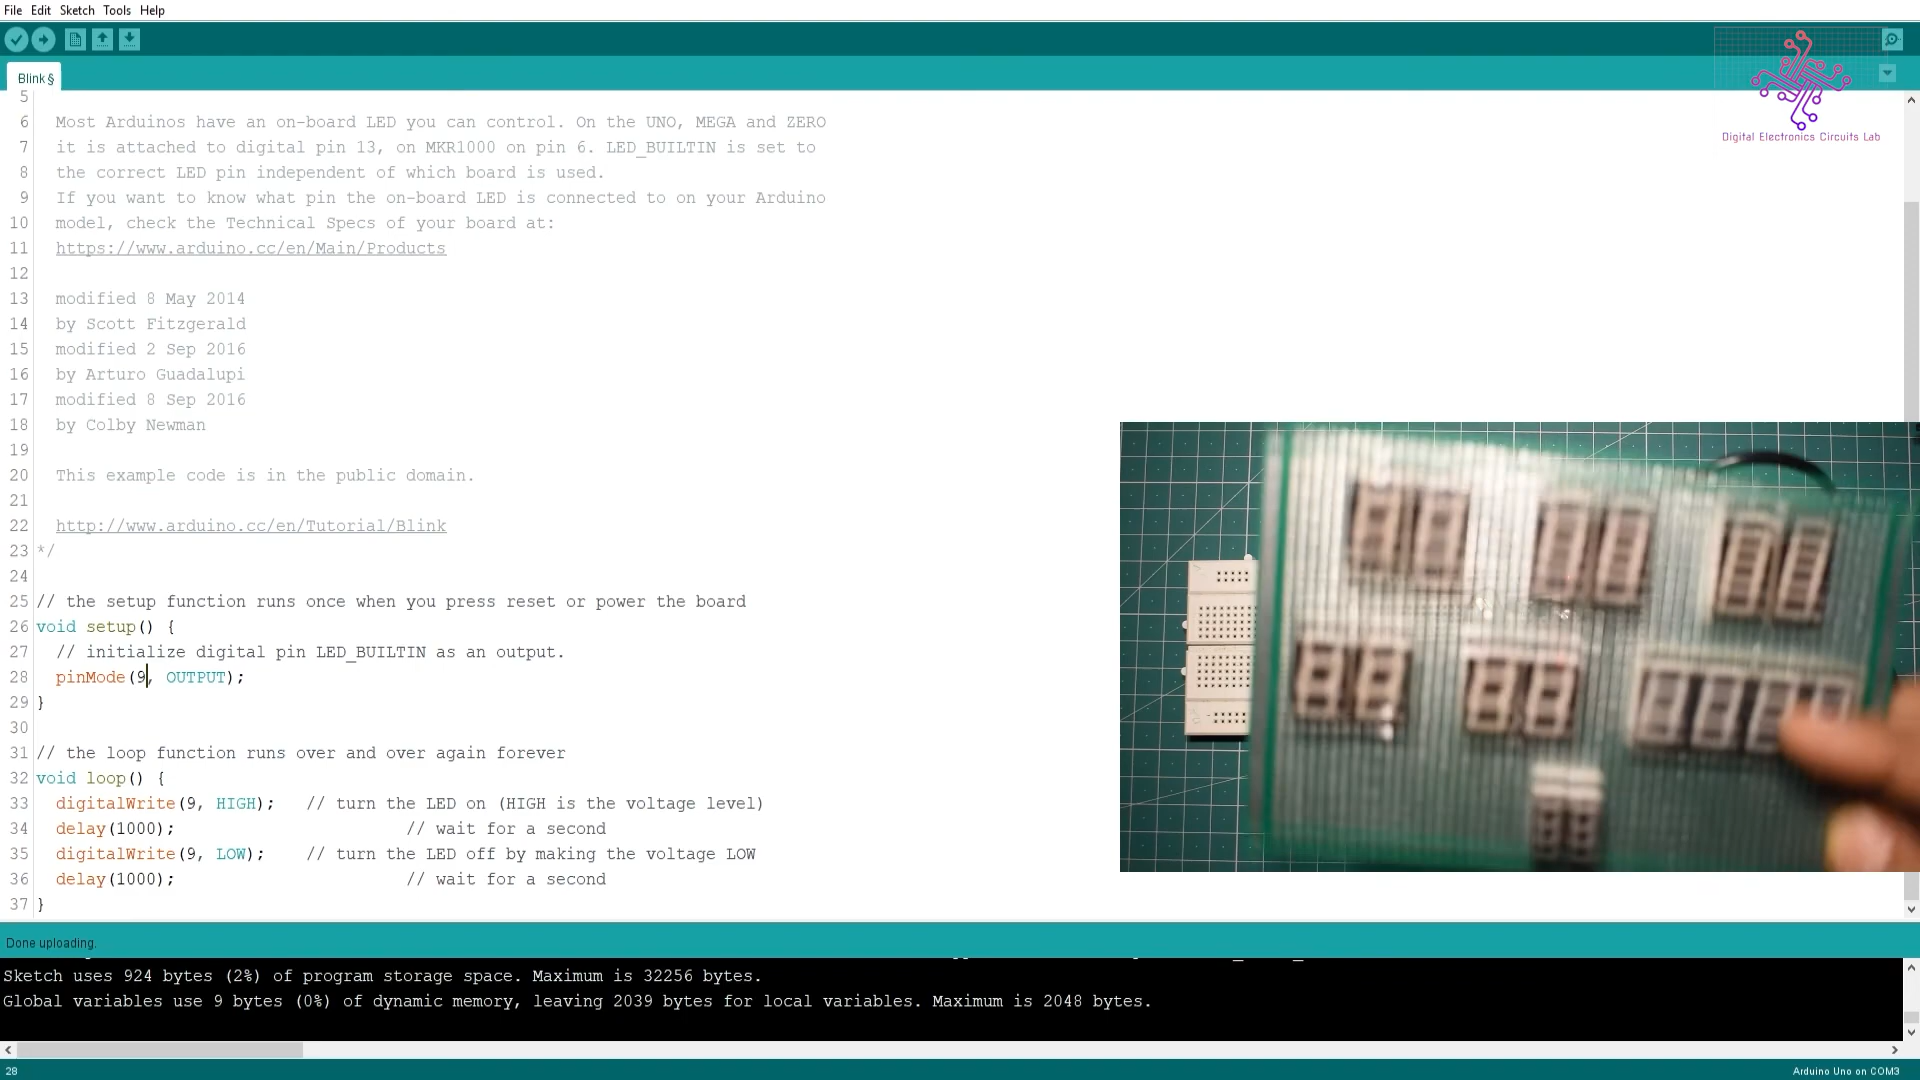 File Edit Sketch Tools Help
Blink §
Digital Electronics Circuits Lab
5
6 Most Arduinos have an on-board LED you can control. On the UNO, MEGA and ZERO
7 it is attached to digital pin 13, on MKR1000 on pin 6. LED_BUILTIN is set to
8 the correct LED pin independent of which board is used.
9 If you want to know what pin the on-board LED is connected to on your Arduino
10 model, check the Technical Specs of your board at:
11 https://www.arduino.cc/en/Main/Products
12
13 modified 8 May 2014
14 by Scott Fitzgerald
15 modified 2 Sep 2016
16 by Arturo Guadalupi
17 modified 8 Sep 2016
18 by Colby Newman
19
20 This example code is in the public domain.
21
22 http://www.arduino.cc/en/Tutorial/Blink
23 */
24
25 // the setup function runs once when you press reset or power the board
26 void setup() {
27 // initialize digital pin LED_BUILTIN as an output.
28 pinMode(9, OUTPUT);
29 }
30
31 // the loop function runs over and over again forever
32 void loop() {
33 digitalWrite(9, HIGH); // turn the LED on (HIGH is the voltage level)
34 delay(1000); // wait for a second
35 digitalWrite(9, LOW); // turn the LED off by making the voltage LOW
36 delay(1000); // wait for a second
37 }
Done uploading.
Sketch uses 924 bytes (2%) of program storage space. Maximum is 32256 bytes.
Global variables use 9 bytes (0%) of dynamic memory, leaving 2039 bytes for local variables. Maximum is 2048 bytes.
28
Arduino Uno on COM3